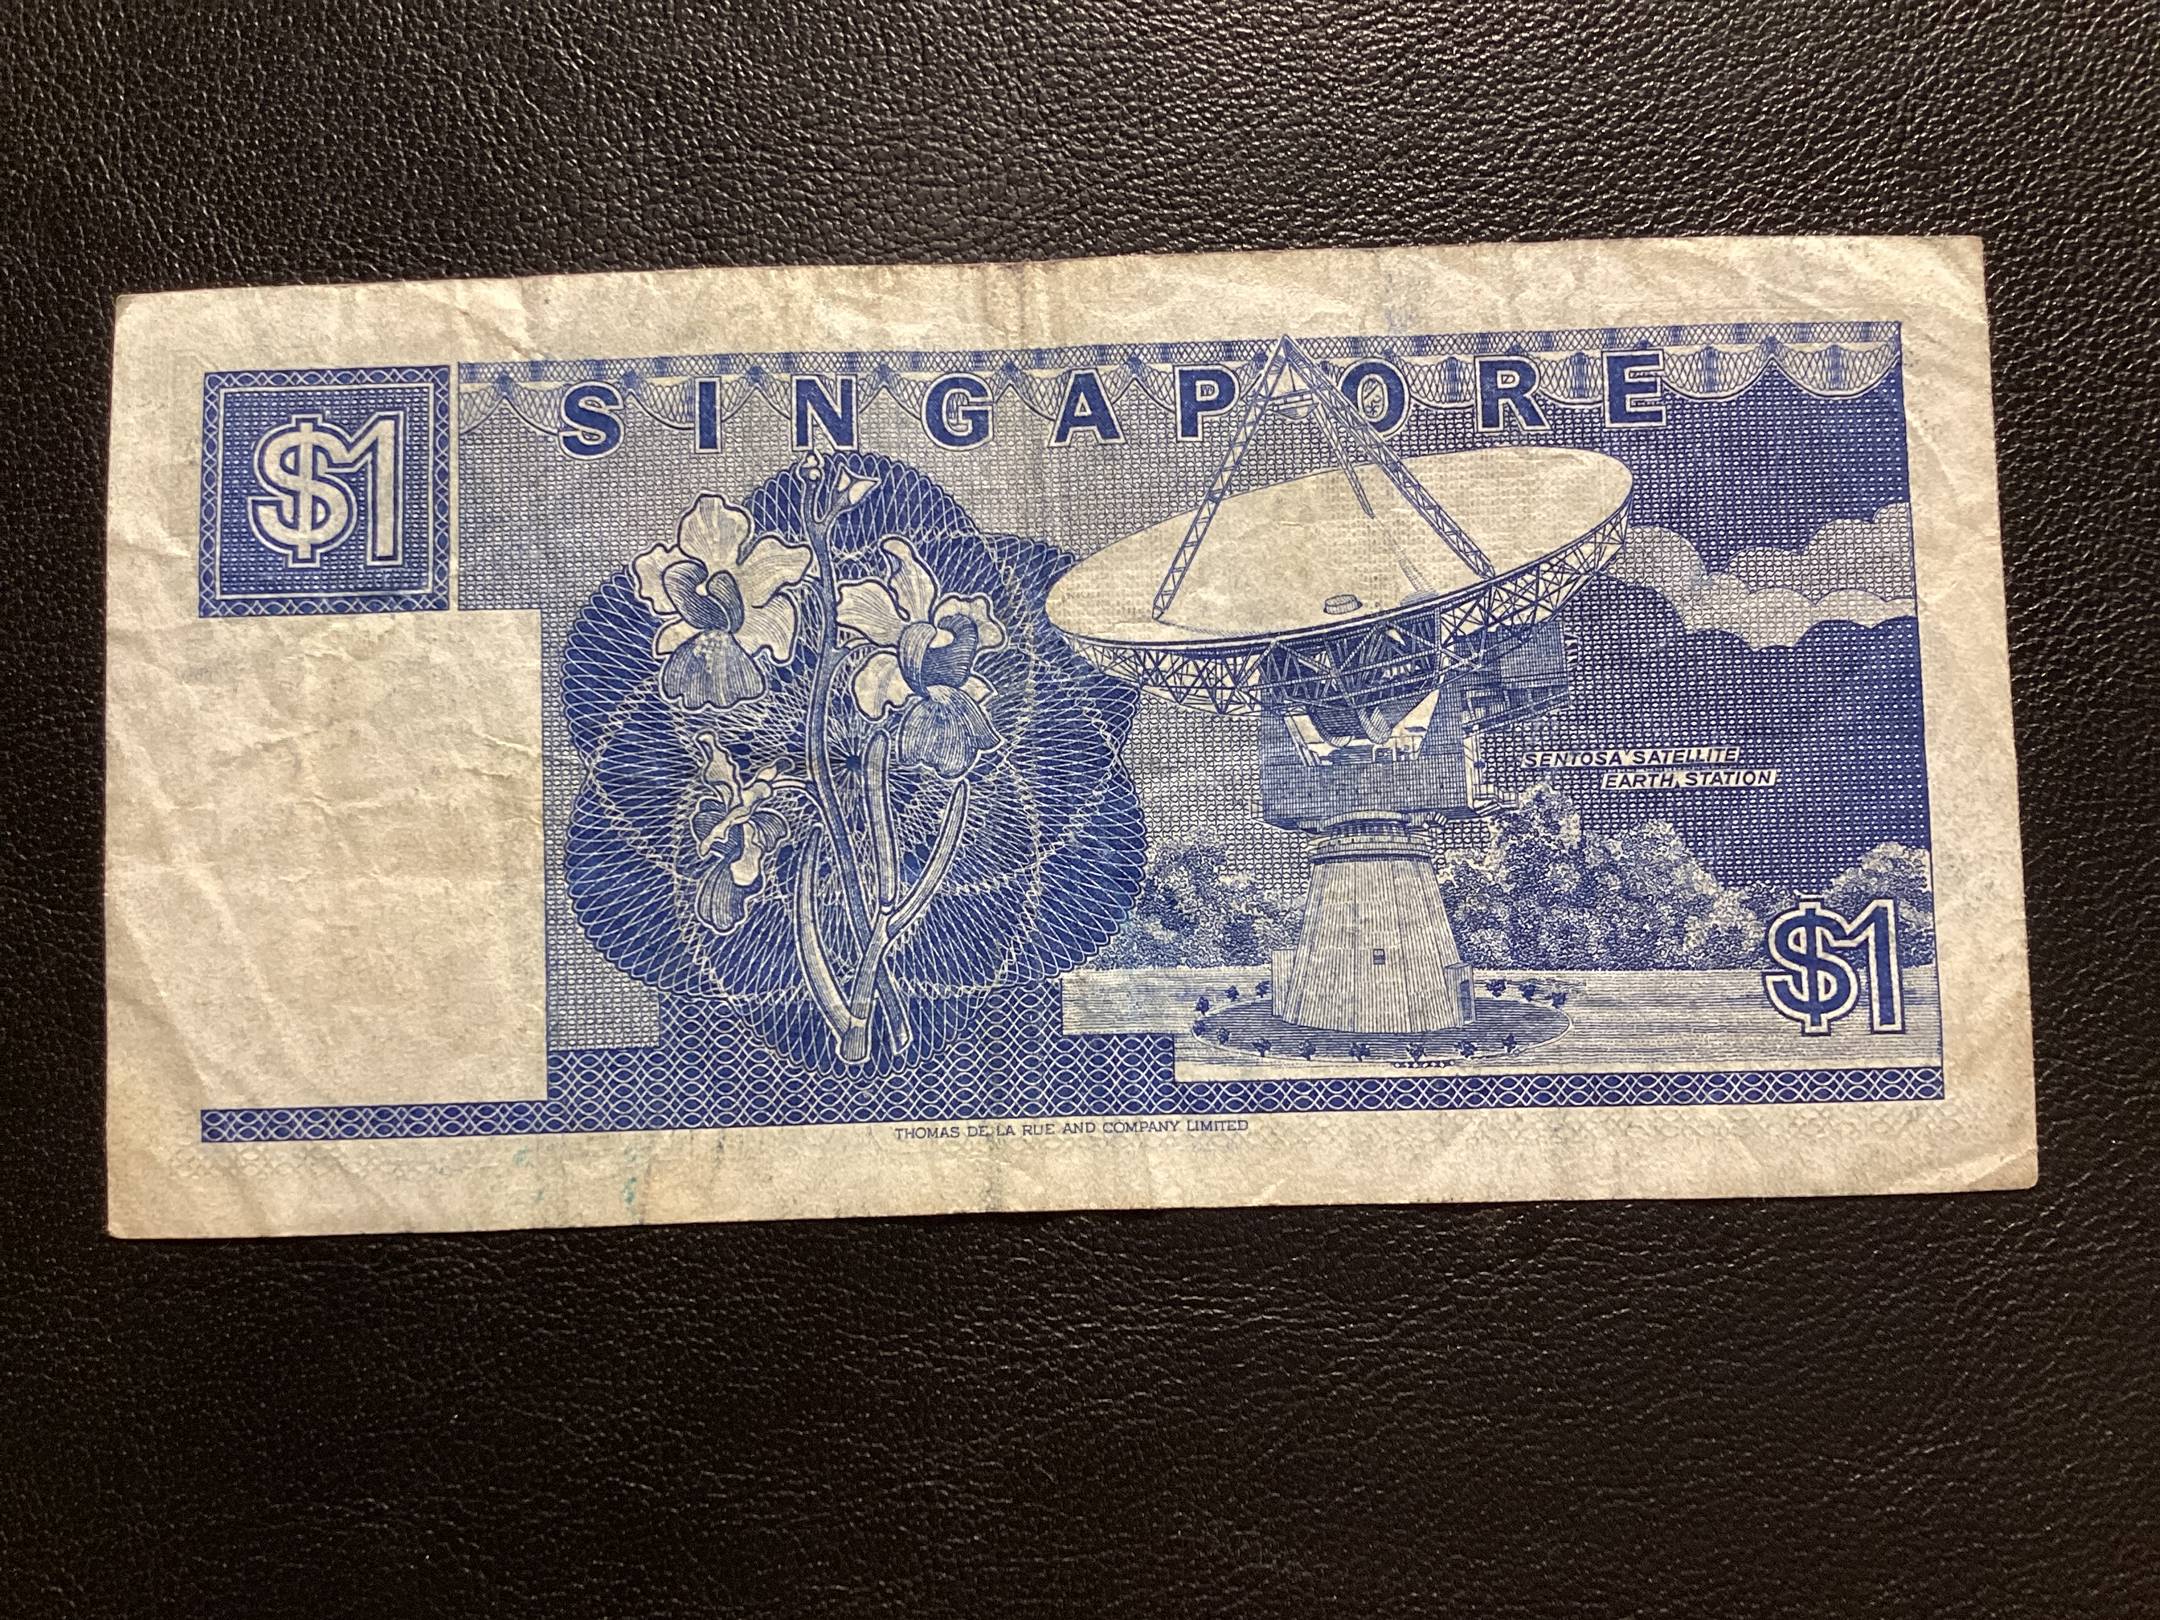 $1
SINGAPORE
SENTOSA SATELLITE
EARTH STATION
$1
THOMAS DE LA RUE AND COMPANY LIMITED